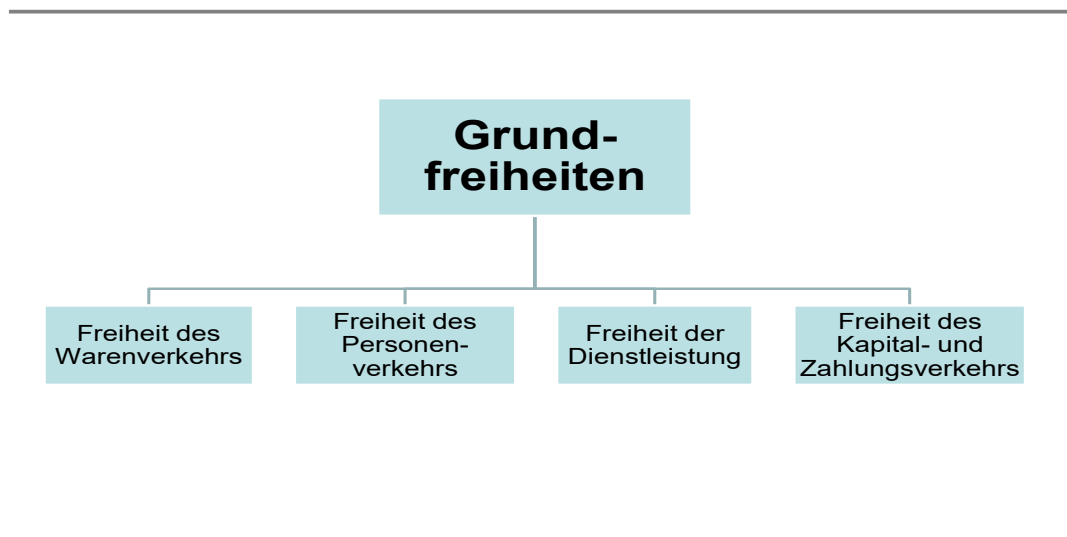 Grund-
freiheiten
Freiheit des
Warenverkehrs
Freiheit des
Personen-
verkehrs
Freiheit der
Dienstleistung
Freiheit des
Kapital- und
Zahlungsverkehrs